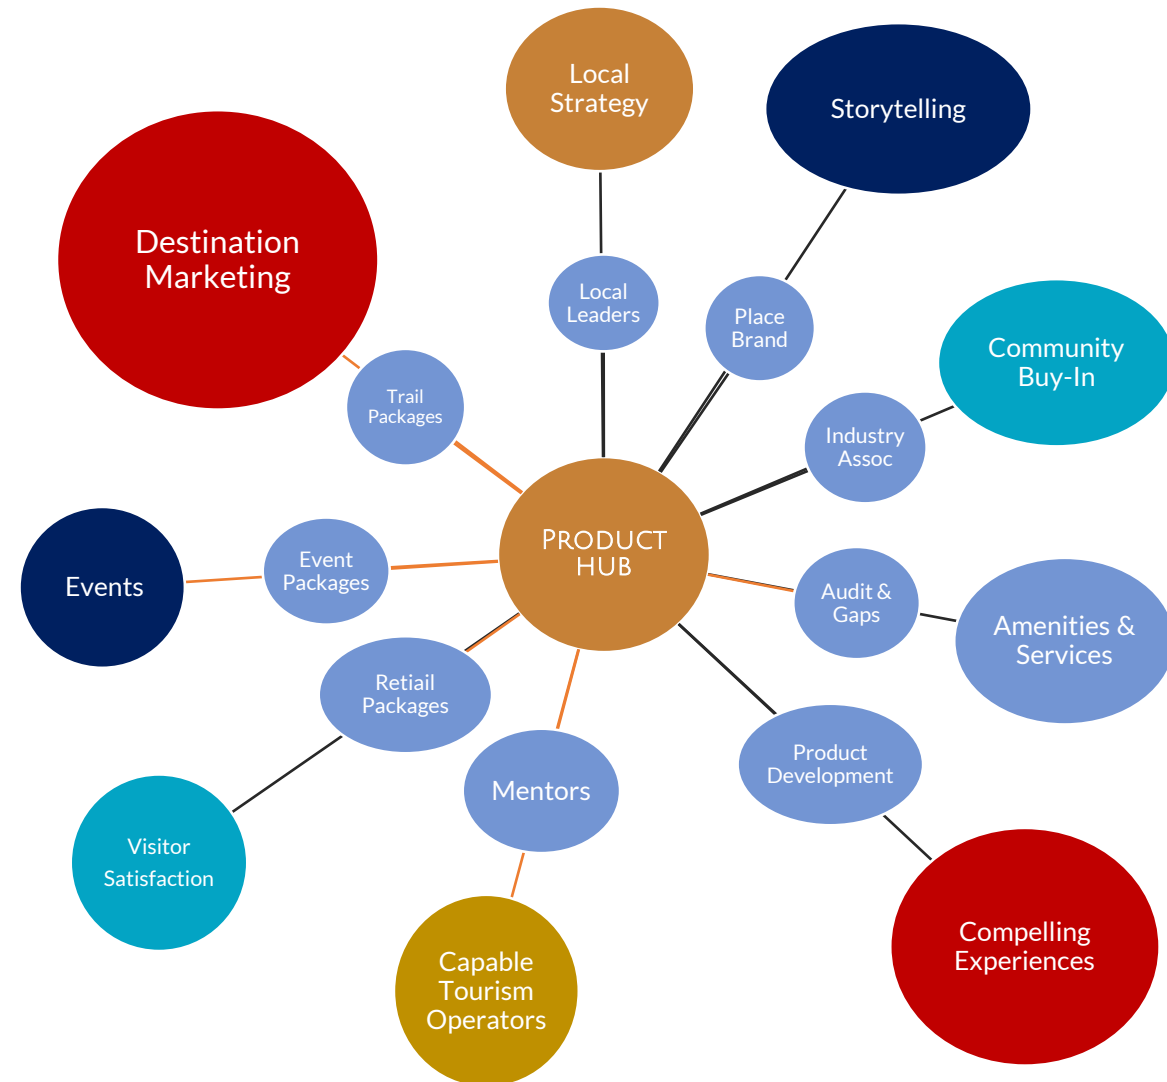 Local
Strategy
Storytelling
Destination
Marketing
Local
Leaders
Place
Brand
Community
Buy-In
Trail
Packages
Industry
Assoc
PRODUCT
HUB
Event
Packages
Events
Audit &
Gaps
Amenities &
Services
Retiail
Packages
Product
Development
Mentors
Visitor
Satisfaction
Compelling
Experiences
Capable
Tourism
Operators